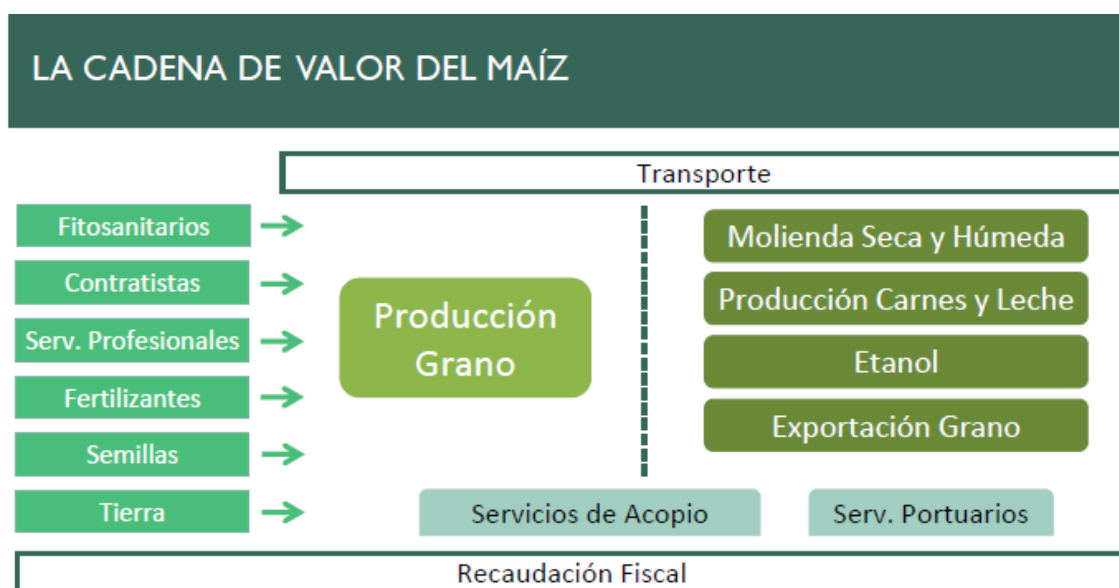 LA CADENA DE VALOR DEL MAÍZ
Transporte
Fitosanitarios
Contratistas
Serv. Profesionales
Fertilizantes
Semillas
Tierra
Producción
Grano
Molienda Seca y Húmeda
Producción Carnes y Leche
Etanol
Exportación Grano
Servicios de Acopio
Serv. Portuarios
Recaudación Fiscal